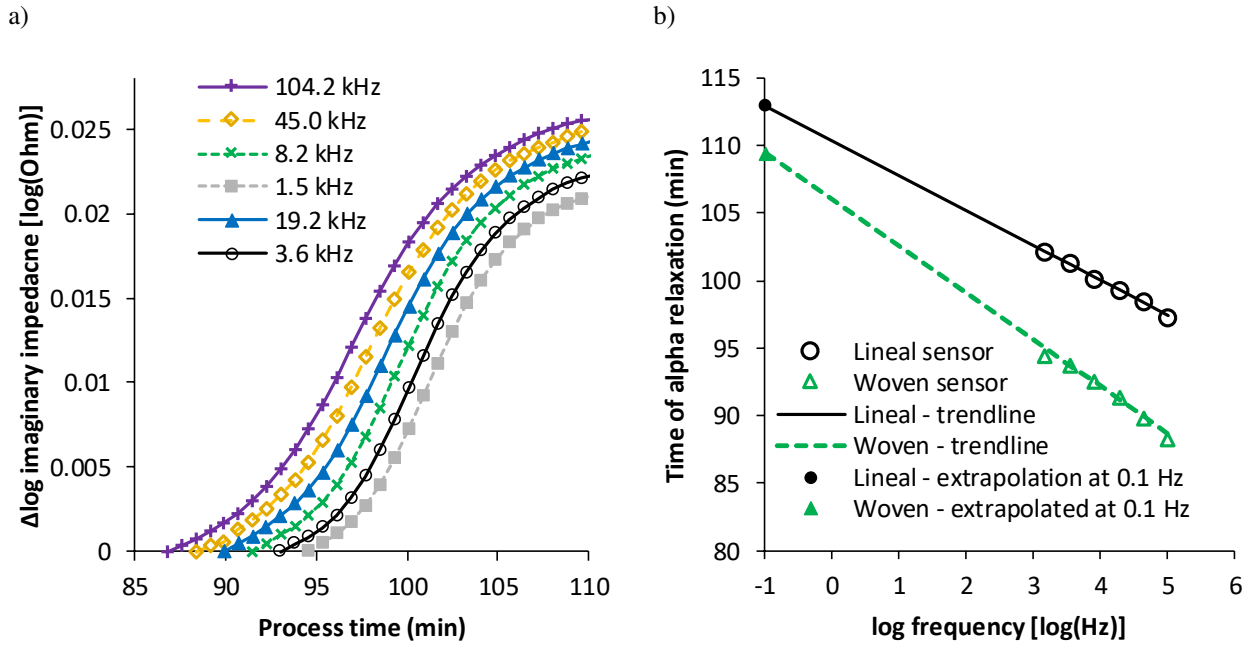 a)
b)
Δlog imaginary impedacne [log(Ohm)]
104.2 kHz
45.0 kHz
8.2 kHz
1.5 kHz
19.2 kHz
3.6 kHz
0.025
0.02
0.015
0.01
0.005
0
85 90 95 100 105 110
Process time (min)
Time of alpha relaxation (min)
115
110
105
100
95
90
85
80
Lineal sensor
Woven sensor
Lineal - trendline
Woven - trendline
Lineal - extrapolation at 0.1 Hz
Woven - extrapolated at 0.1 Hz
-1 0 1 2 3 4 5 6
log frequency [log(Hz)]